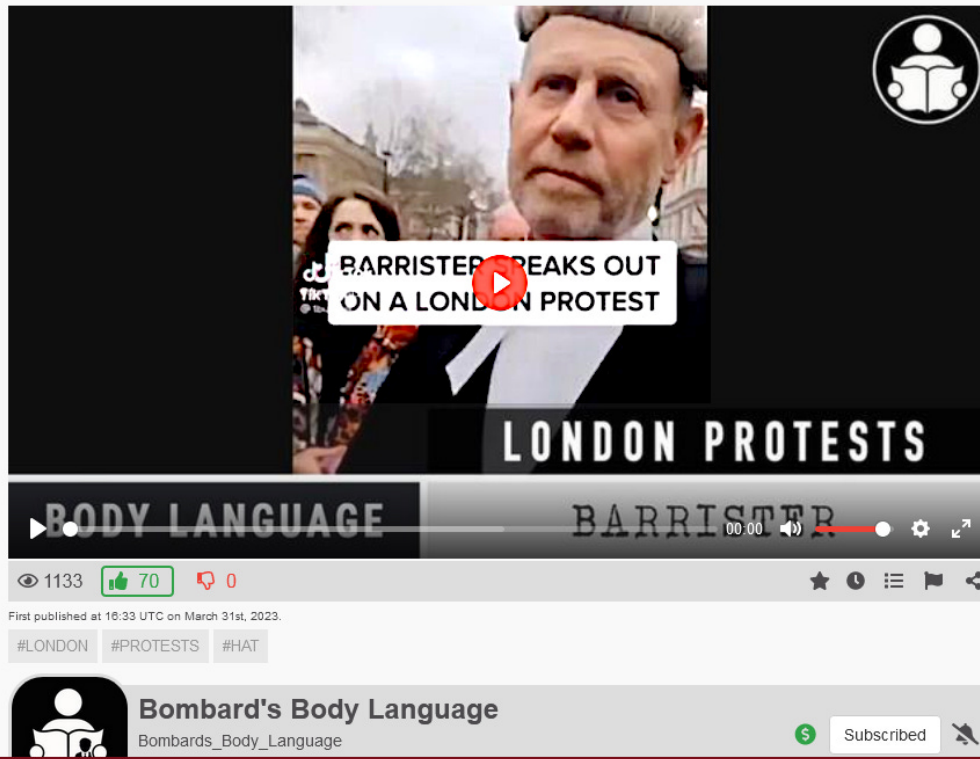 BARRISTER SPEAKS OUT
ON A LONDON PROTEST
TikTok
LONDON PROTESTS
BODY LANGUAGE
BARRISTER
00:00
1133
70
0
First published at 16:33 UTC on March 31st, 2023.
#LONDON #PROTESTS #HAT
Bombard's Body Language
Bombards_Body_Language
Subscribed